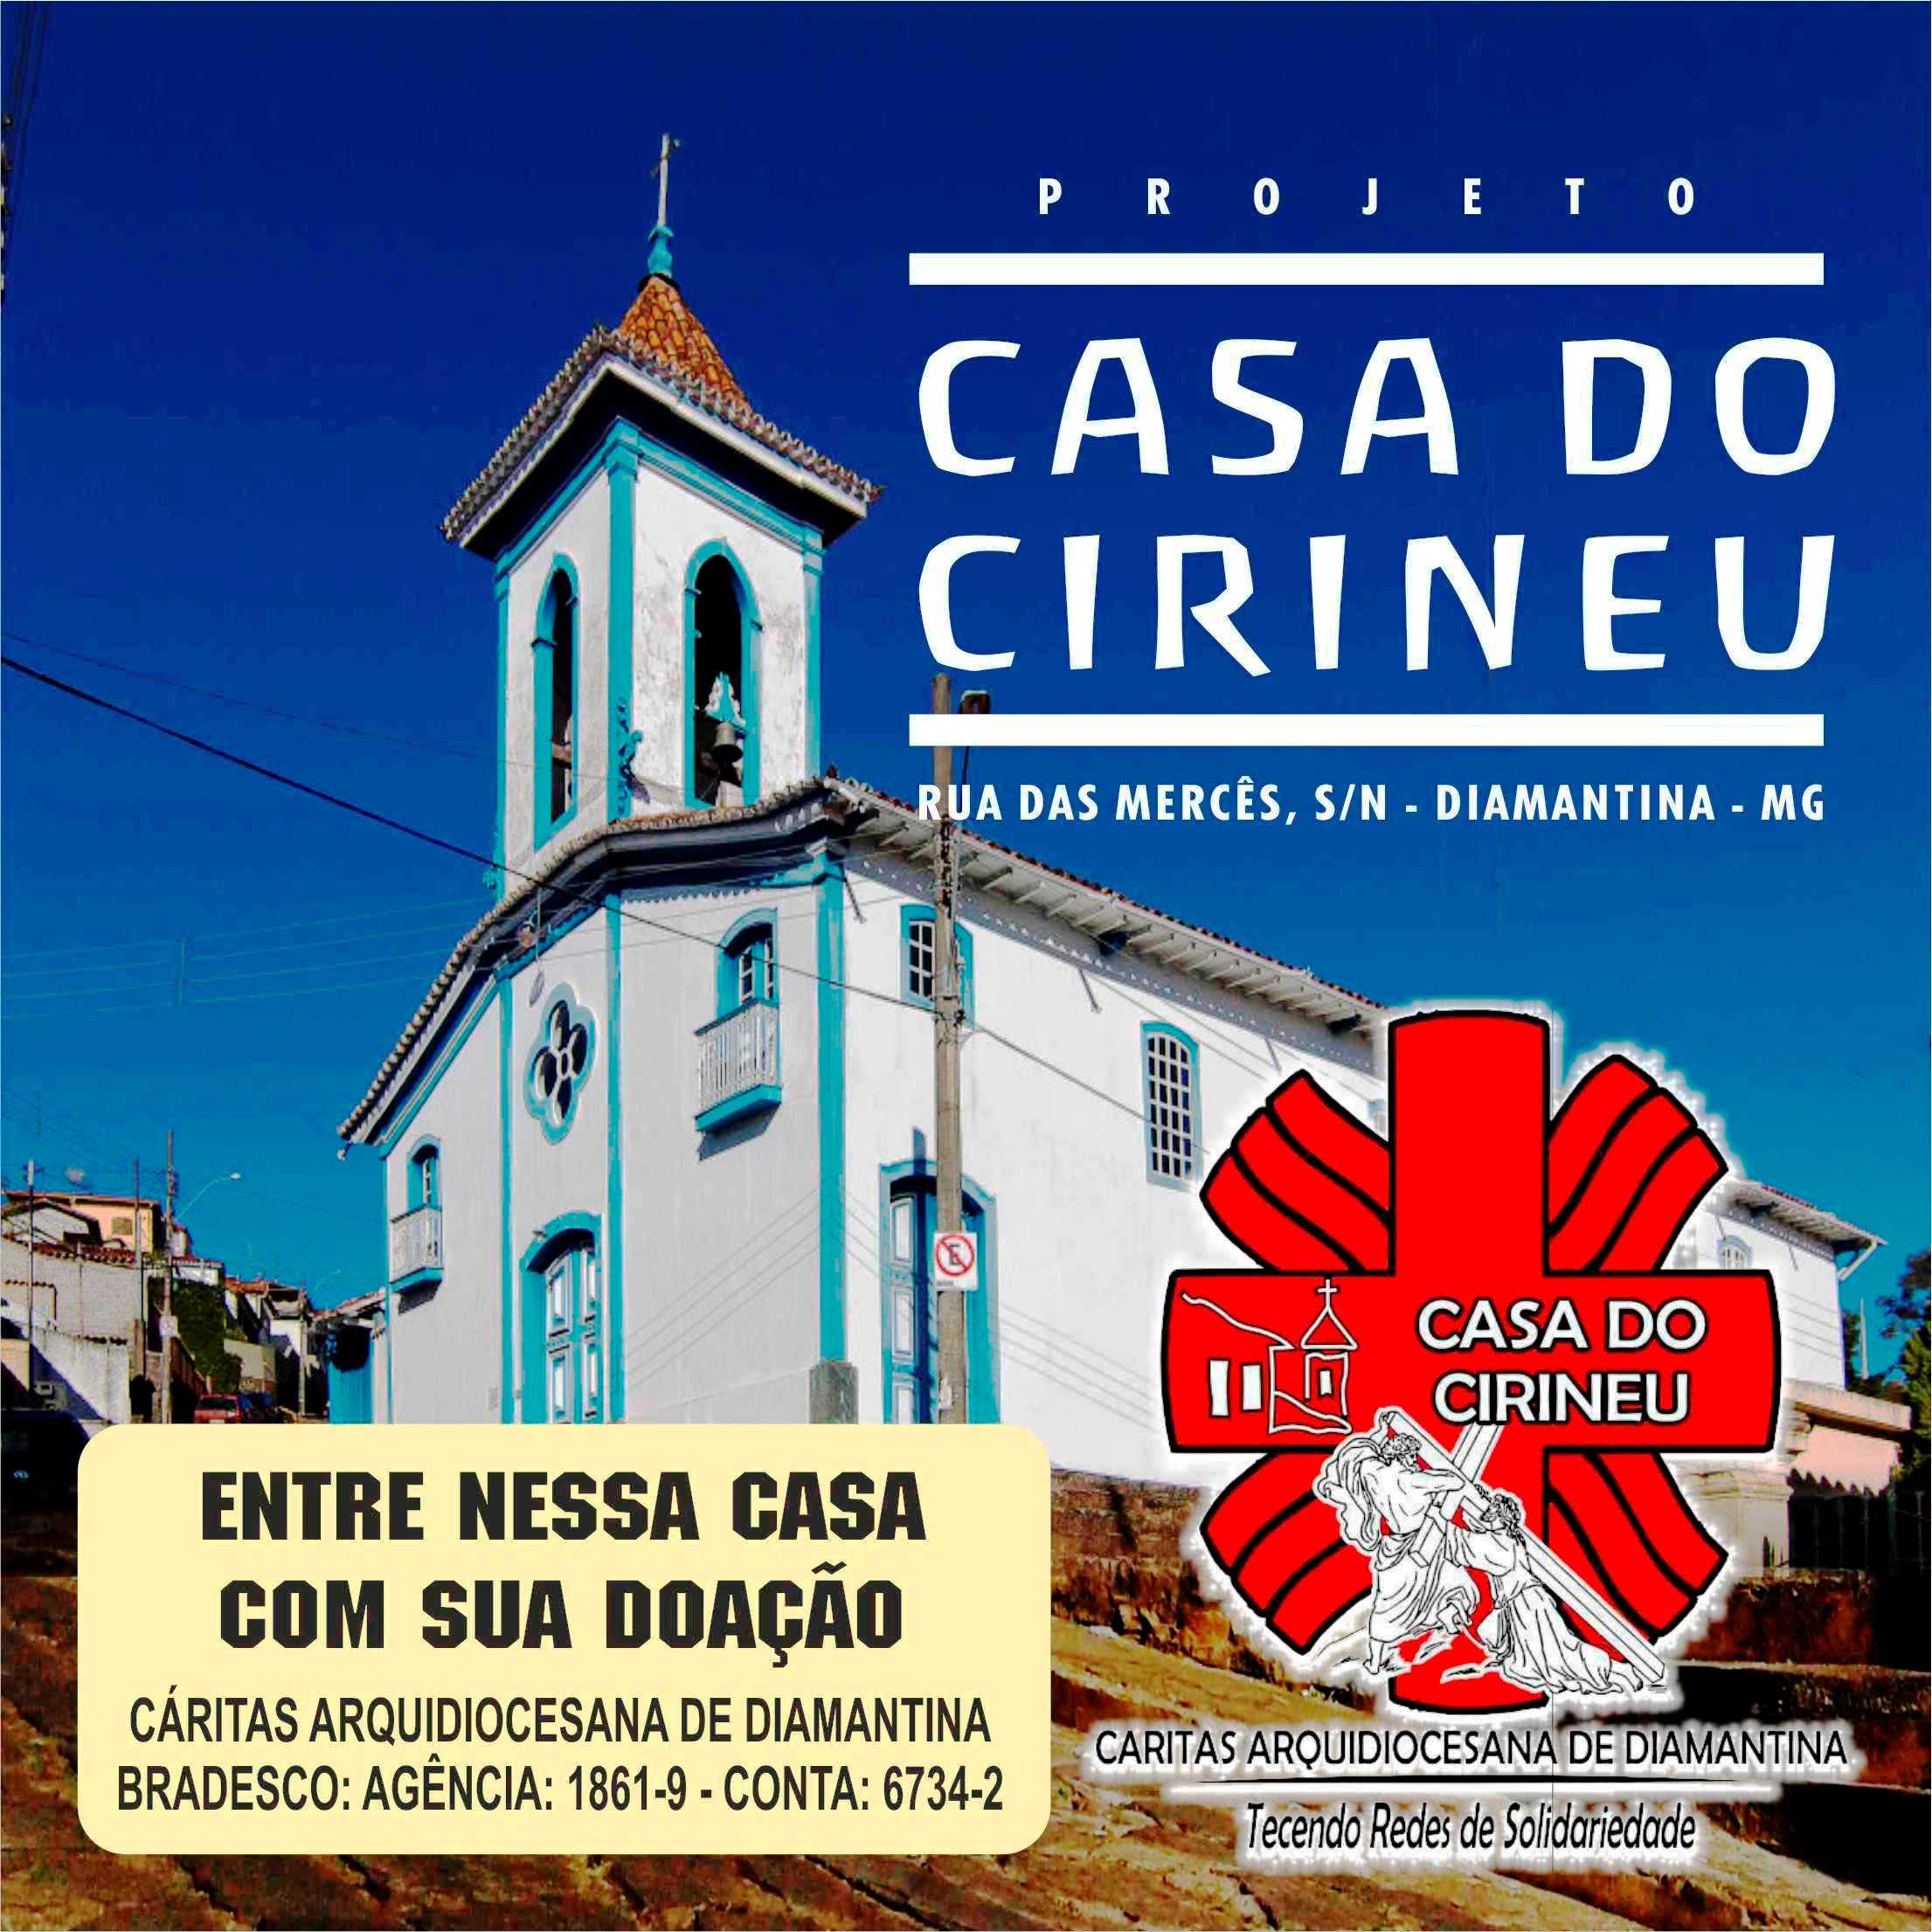 PROJETO
CASA DO
CIRINEU
RUA DAS MERCÊS, S/N - DIAMANTINA - MG
E
CASA DO
CIRINEU
ENTRE NESSA CASA
COM SUA DOAÇÃO
CÁRITAS ARQUIDIOCESANA DE DIAMANTINA
BRADESCO: AGÊNCIA: 1861-9 - CONTA: 6734-2
CARITAS ARQUIDIOCESANA DE DIAMANTINA
Tecendo Redes de Solidariedade